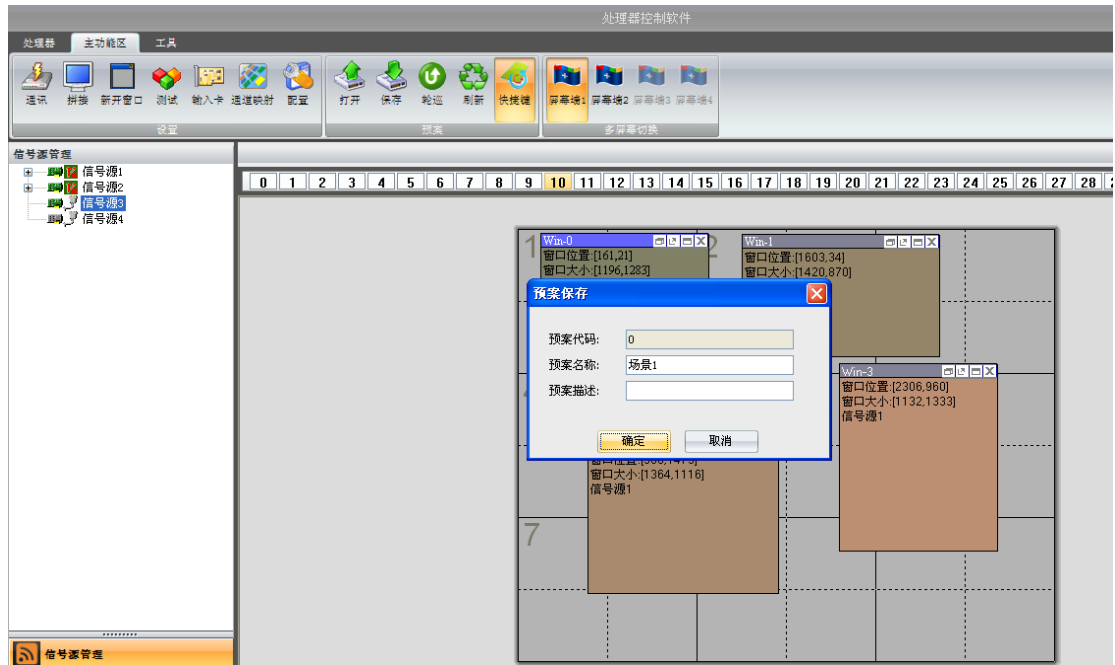 处理器控制软件
处理器 主功能区 工具
通讯 拼接 新开窗口 测试 输入卡 通道映射 配置 打开 保存 轮巡 刷新 快捷键 屏幕墙1 屏幕墙2 屏幕墙3 屏幕墙4
设置 预案 多屏幕切换
信号源管理
信号源1
信号源2
信号源3
信号源4
0 1 2 3 4 5 6 7 8 9 10 11 12 13 14 15 16 17 18 19 20 21 22 23 24 25 26 27 28
1 Win-0
窗口位置:[161,21]
窗口大小:[1196,1283]
2 Win-1
窗口位置:[1603,34]
窗口大小:[1420,870]
预案保存
预案代码: 0
预案名称: 场景1
预案描述:
确定 取消
Win-3
窗口位置:[2306,960]
窗口大小:[1132,1333]
信号源1
窗口大小:[1364,1116]
信号源1
7
信号源管理